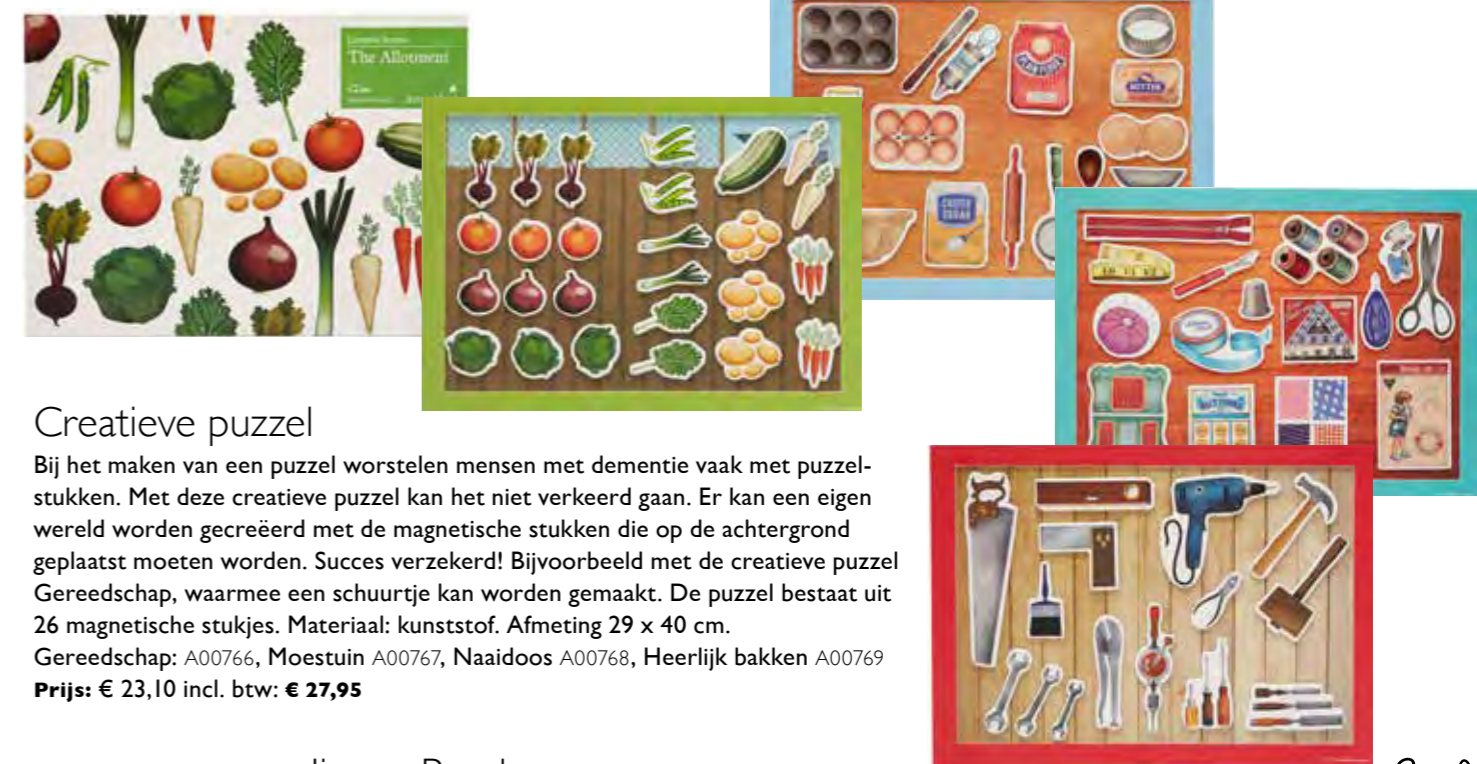 The Allotment
PLAIN FLOUR
BUTTER
CASTER
SUGAR
BUTTONS
Creatieve puzzel
Bij het maken van een puzzel worstelen mensen met dementie vaak met puzzel-
stukken. Met deze creatieve puzzel kan het niet verkeerd gaan. Er kan een eigen
wereld worden gecreëerd met de magnetische stukken die op de achtergrond
geplaatst moeten worden. Succes verzekerd! Bijvoorbeeld met de creatieve puzzel
Gereedschap, waarmee een schuurtje kan worden gemaakt. De puzzel bestaat uit
26 magnetische stukjes. Materiaal: kunststof. Afmeting 29 x 40 cm.
Gereedschap: A00766, Moestuin A00767, Naaidoos A00768, Heerlijk bakken A00769
Prijs: € 23,10 incl. btw: € 27,95